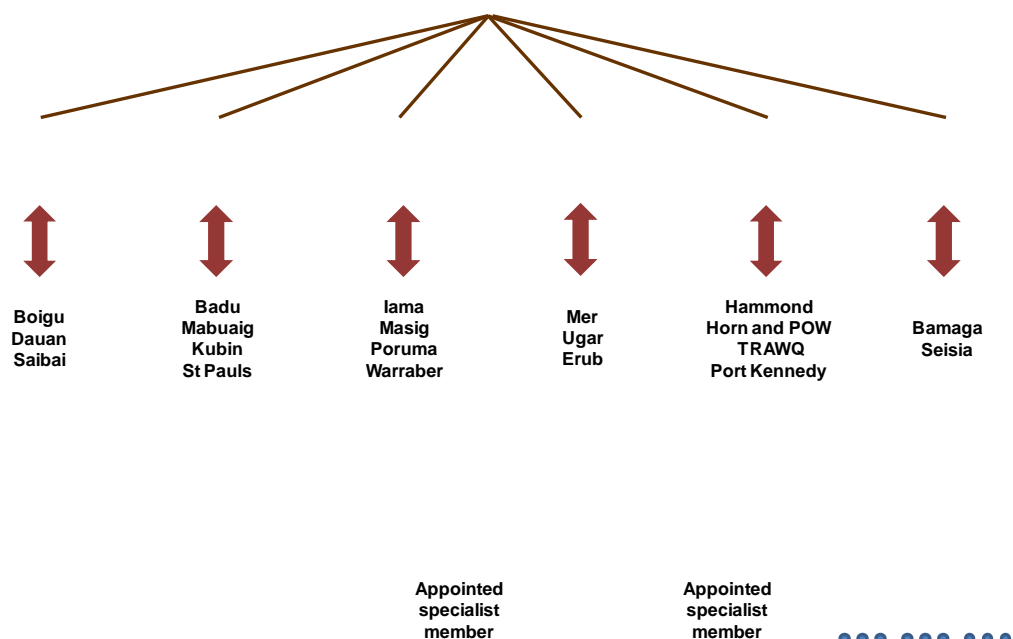 Boigu
Dauan
Saibai
Badu
Mabuaig
Kubin
St Pauls
Iama
Masig
Poruma
Warraber
Mer
Ugar
Erub
Hammond
Horn and POW
TRAWQ
Port Kennedy
Bamaga
Seisia
Appointed
specialist
member
Appointed
specialist
member